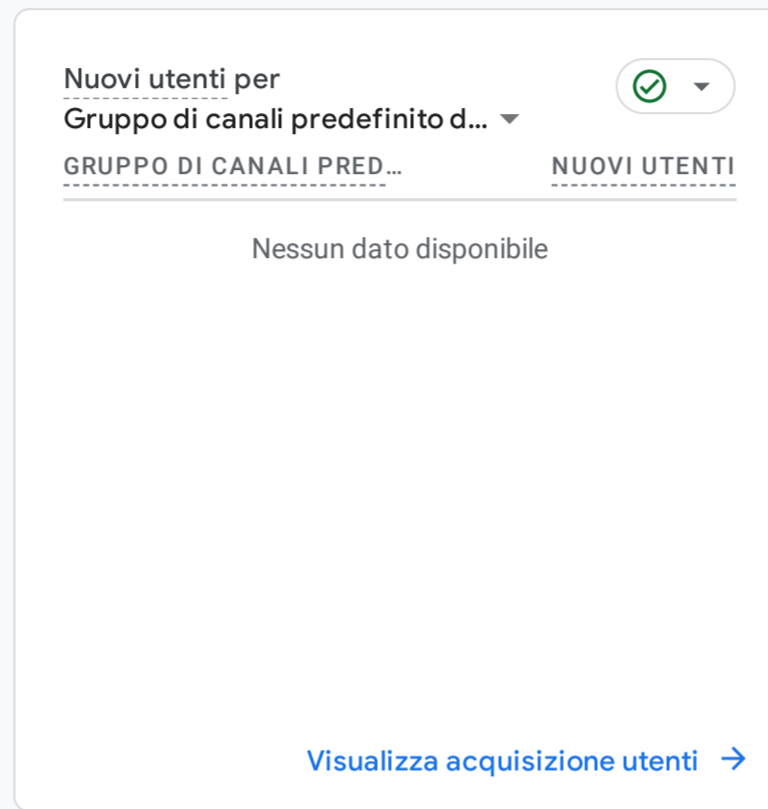 Nuovi utenti per
Gruppo di canali predefinito d...
GRUPPO DI CANALI PRED... NUOVI UTENTI
Nessun dato disponibile
Visualizza acquisizione utenti